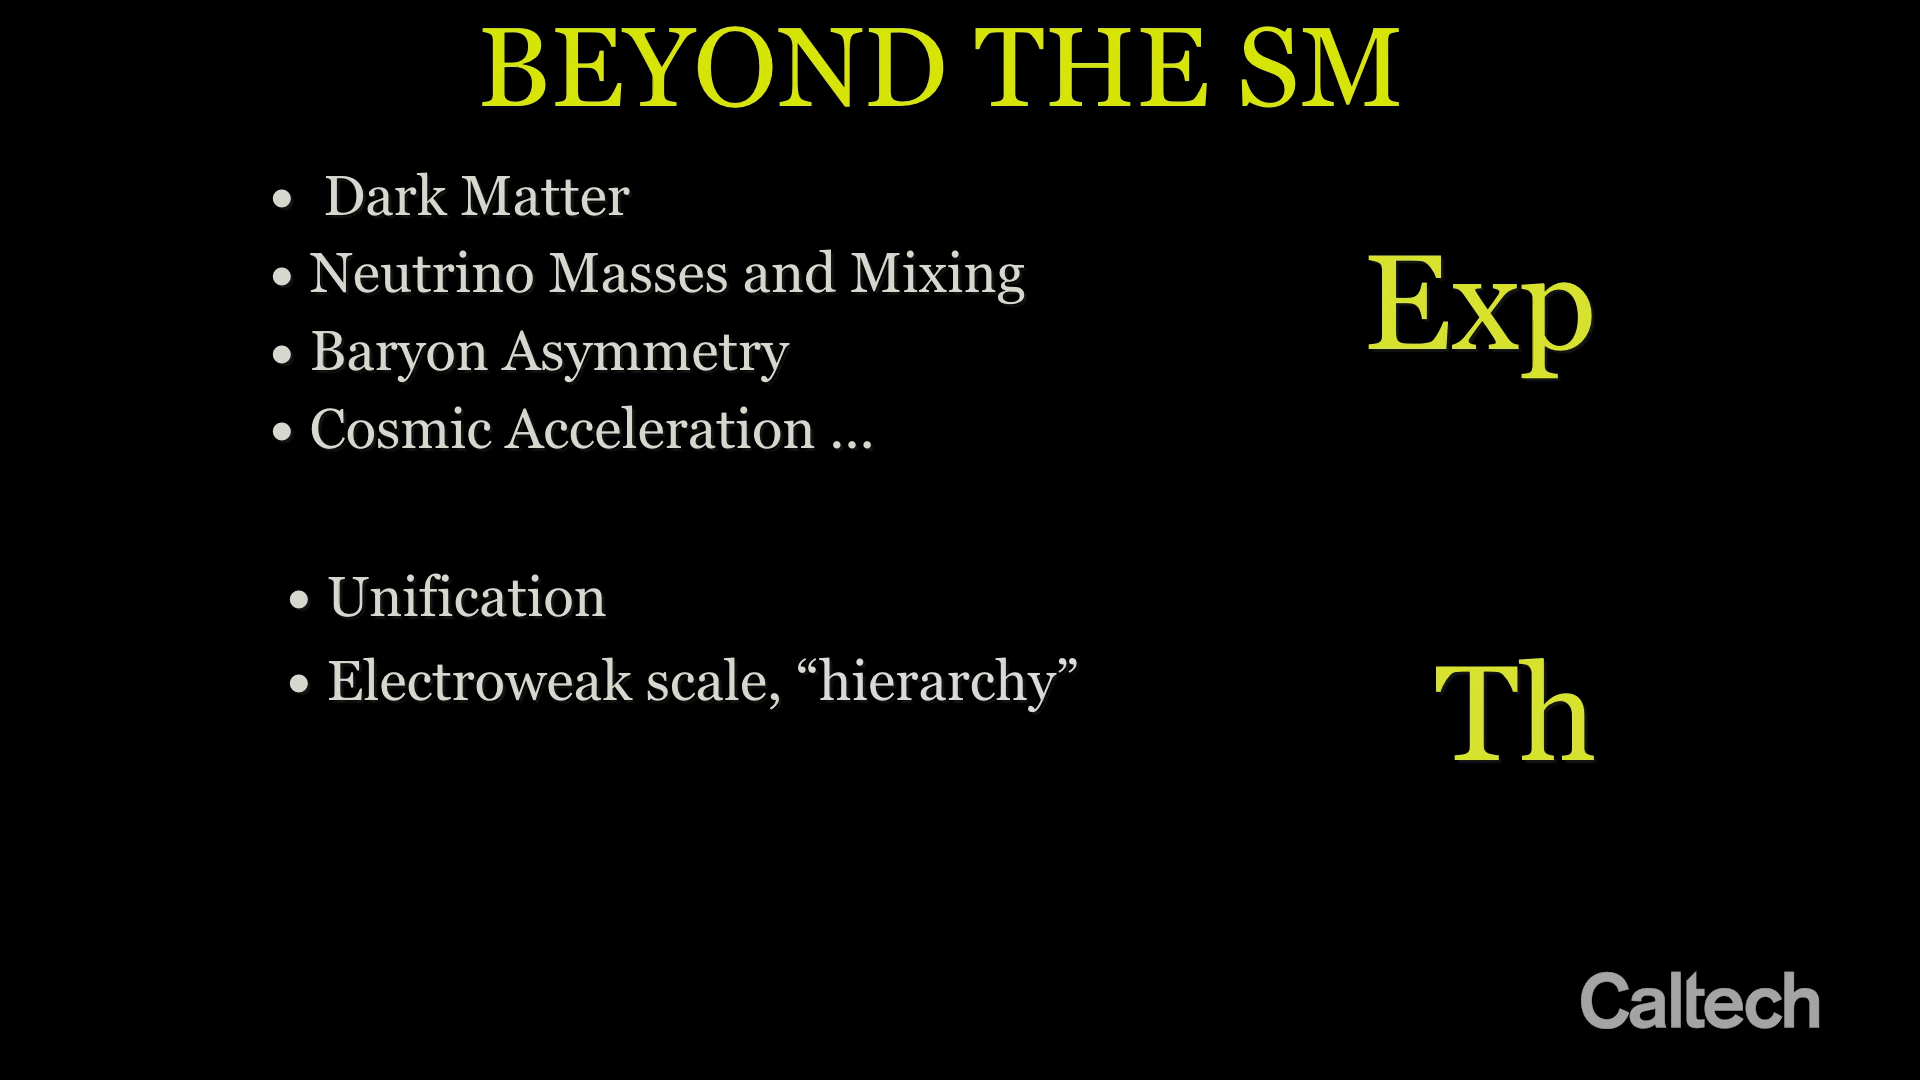 BEYOND THE SM
• Dark Matter
• Neutrino Masses and Mixing
• Baryon Asymmetry
• Cosmic Acceleration ...
Exp
• Unification
• Electroweak scale, “hierarchy”
Th
Caltech